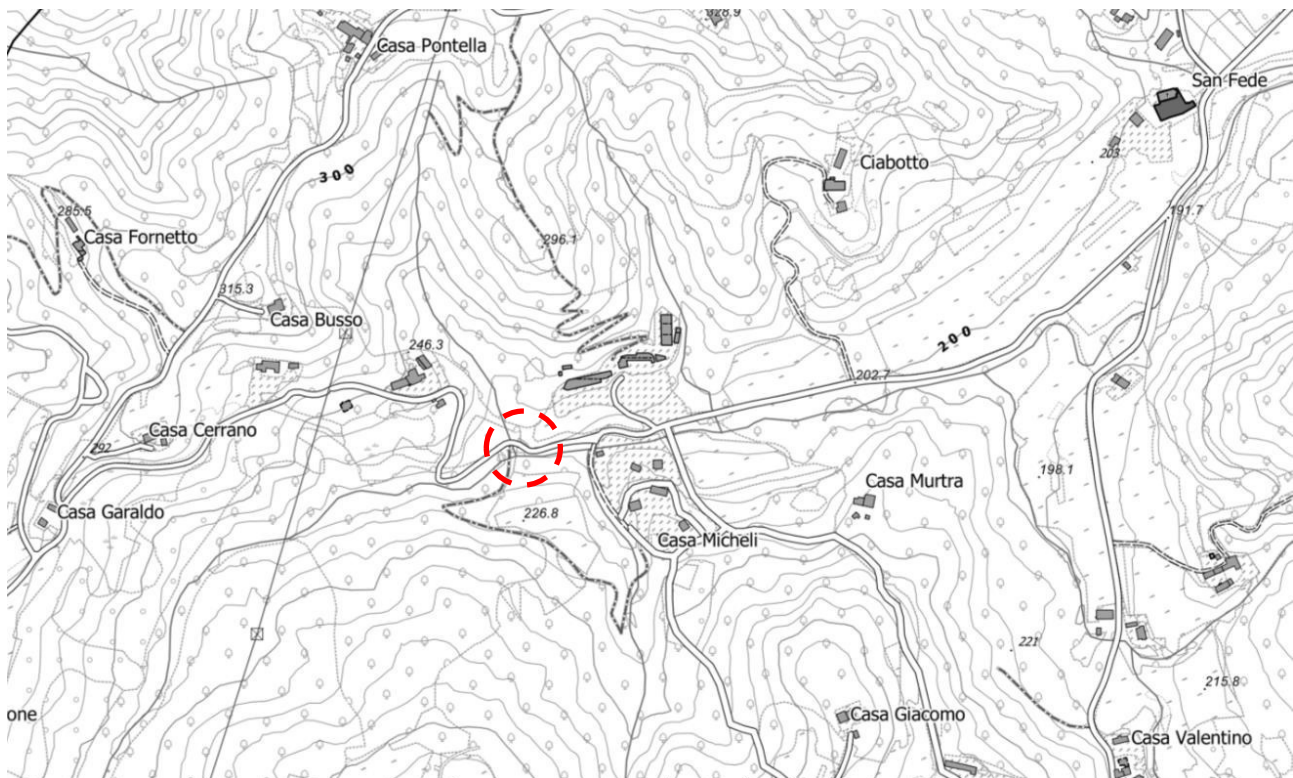 328.9
Casa Pontella
San Fede
203
Ciabotto
300
285.5
191.7
Casa Fornetto
296.1
315.3
Casa Busso
200
246.3
202.7
Casa Cerrano
292
198.1
Casa Murtra
Casa Garaldo
226.8
Casa Micheli
221
215.8
one
Casa Giacomo
Casa Valentino